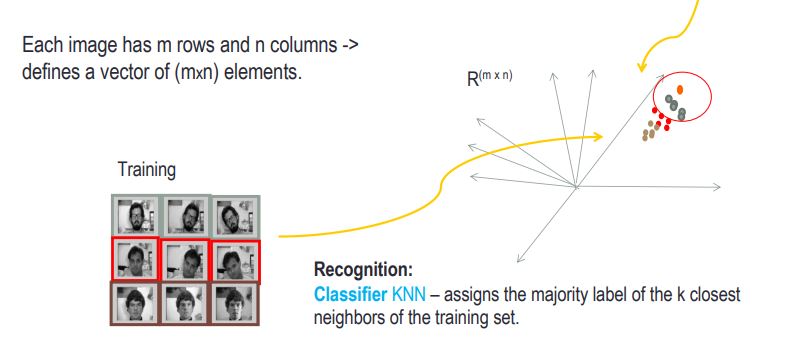 Each image has m rows and n columns ->
defines a vector of (mxn) elements.
R(m x n)
Training
Recognition:
Classifier KNN – assigns the majority label of the k closest
neighbors of the training set.